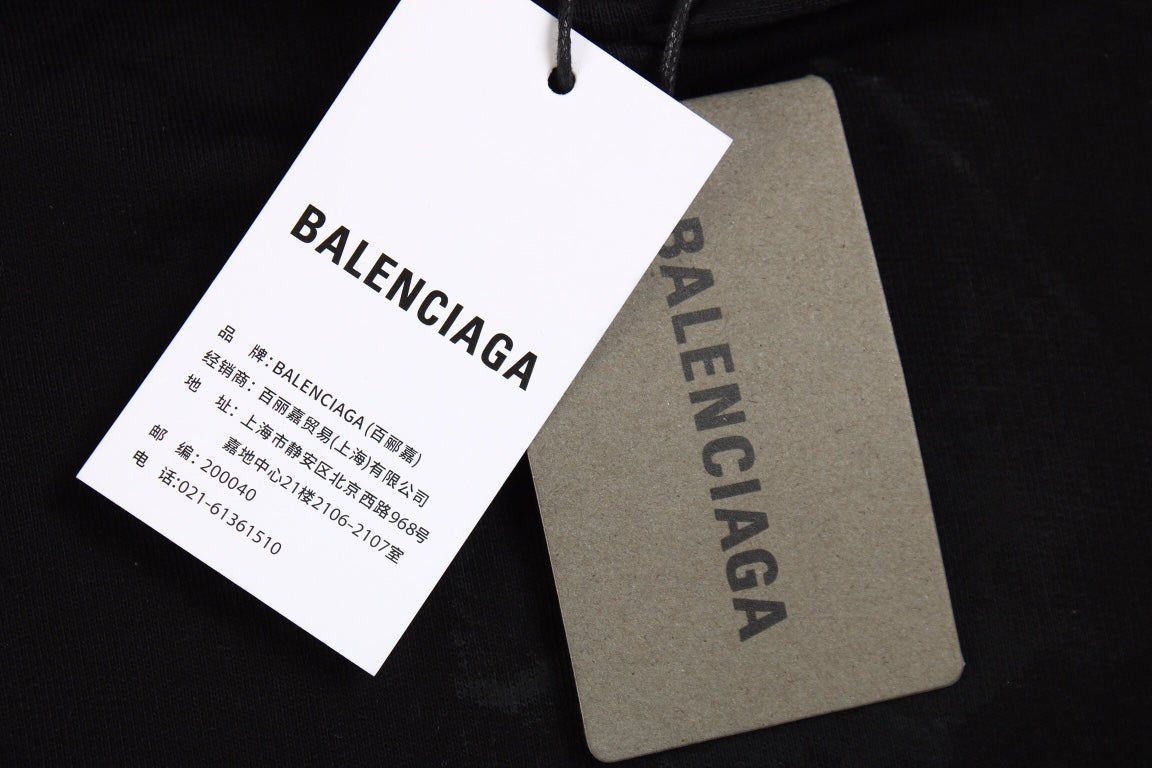 BALENCIAGA
品 牌：BALENCIAGA (百郦嘉)
经销商：百丽嘉贸易(上海)有限公司
地 址：上海市静安区北京西路968号
嘉地中心21楼2106-2107室
邮 编：200040
电 话:021-61361510
BALENCIAGA